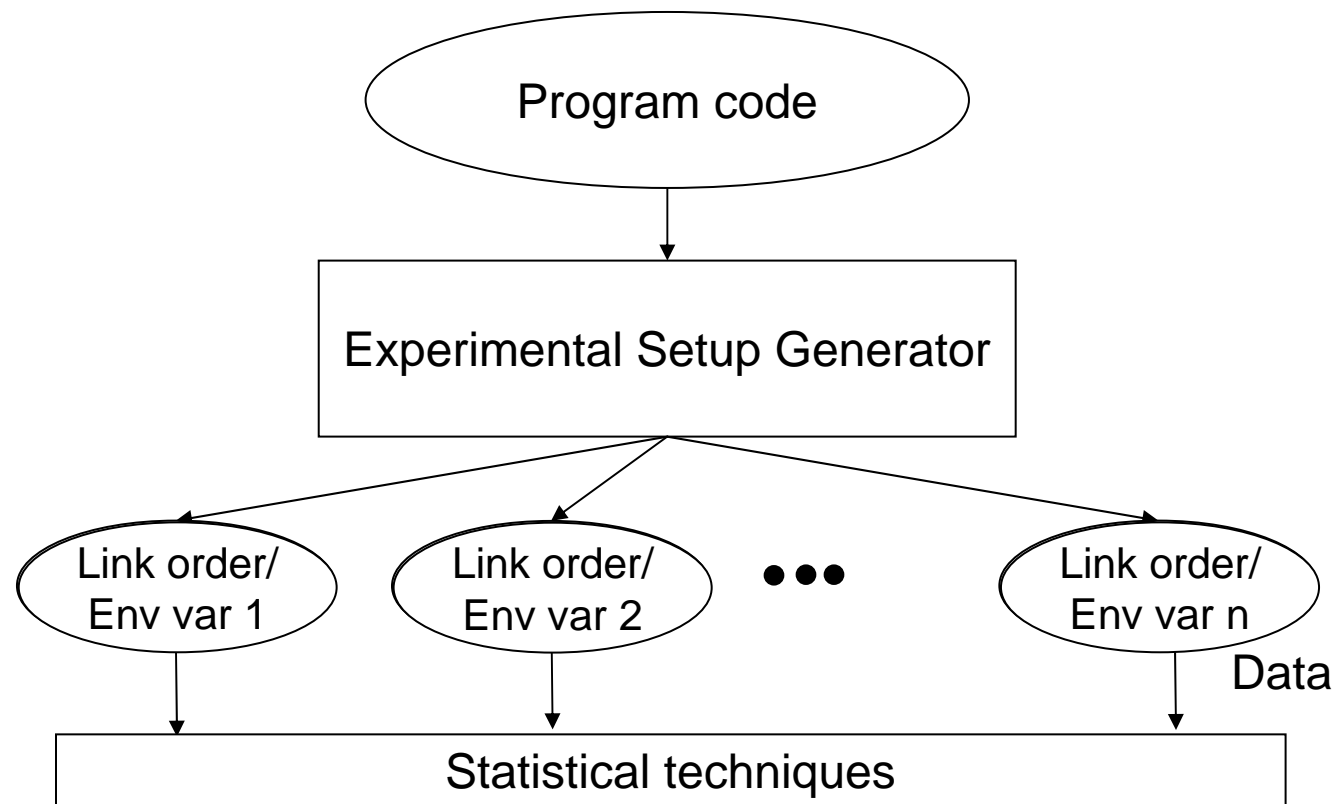 Program code
Experimental Setup Generator
Link order/
Env var 1
Link order/
Env var 2
Link order/
Env var n
Data
Statistical techniques